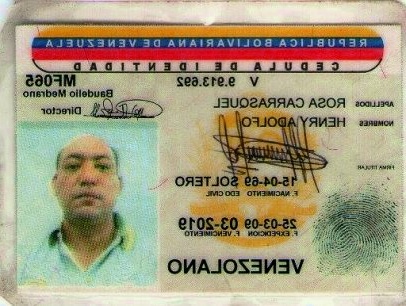 REPUBLICA BOLIVARIANA DE VENEZUELA
CEDULA DE IDENTIDAD
V 9.913.692 MF065
Baudelio Medrano
Director
APELLIDOS ROSA CARRASQUEL
NOMBRES HENRY ADOLFO
FIRMA TITULAR
15-04-69 SOLTERO
F. NACIMIENTO EDO CIVIL
25-03-09 03-2019
F. EXPEDICION F. VENCIMIENTO
VENEZOLANO